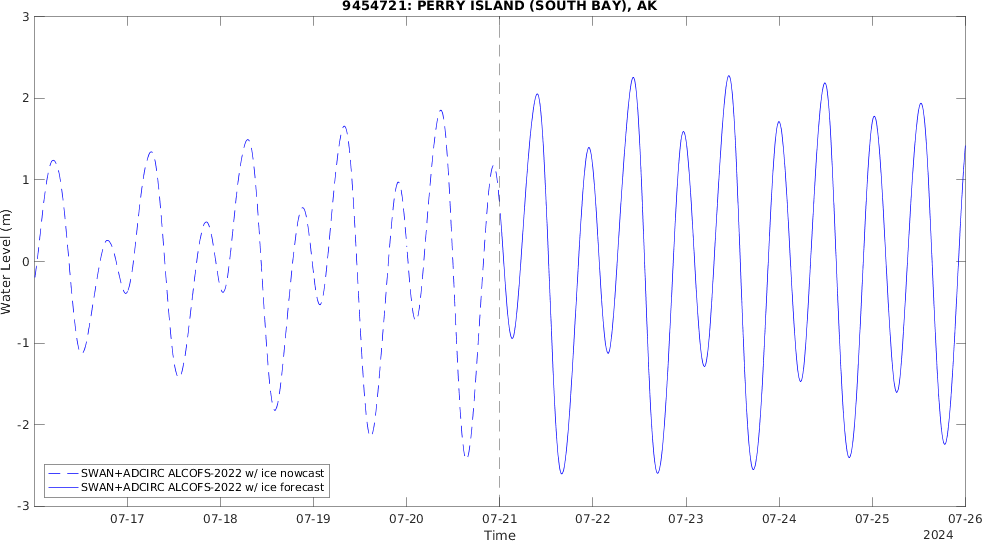 9454721: PERRY ISLAND (SOUTH BAY), AK
3
2
1
0
-1
-2
-3
Water Level (m)
SWAN+ADCIRC ALCOFS-2022 w/ ice nowcast
SWAN+ADCIRC ALCOFS-2022 w/ ice forecast
07-17 07-18 07-19 07-20 07-21 07-22 07-23 07-24 07-25 07-26
Time
2024